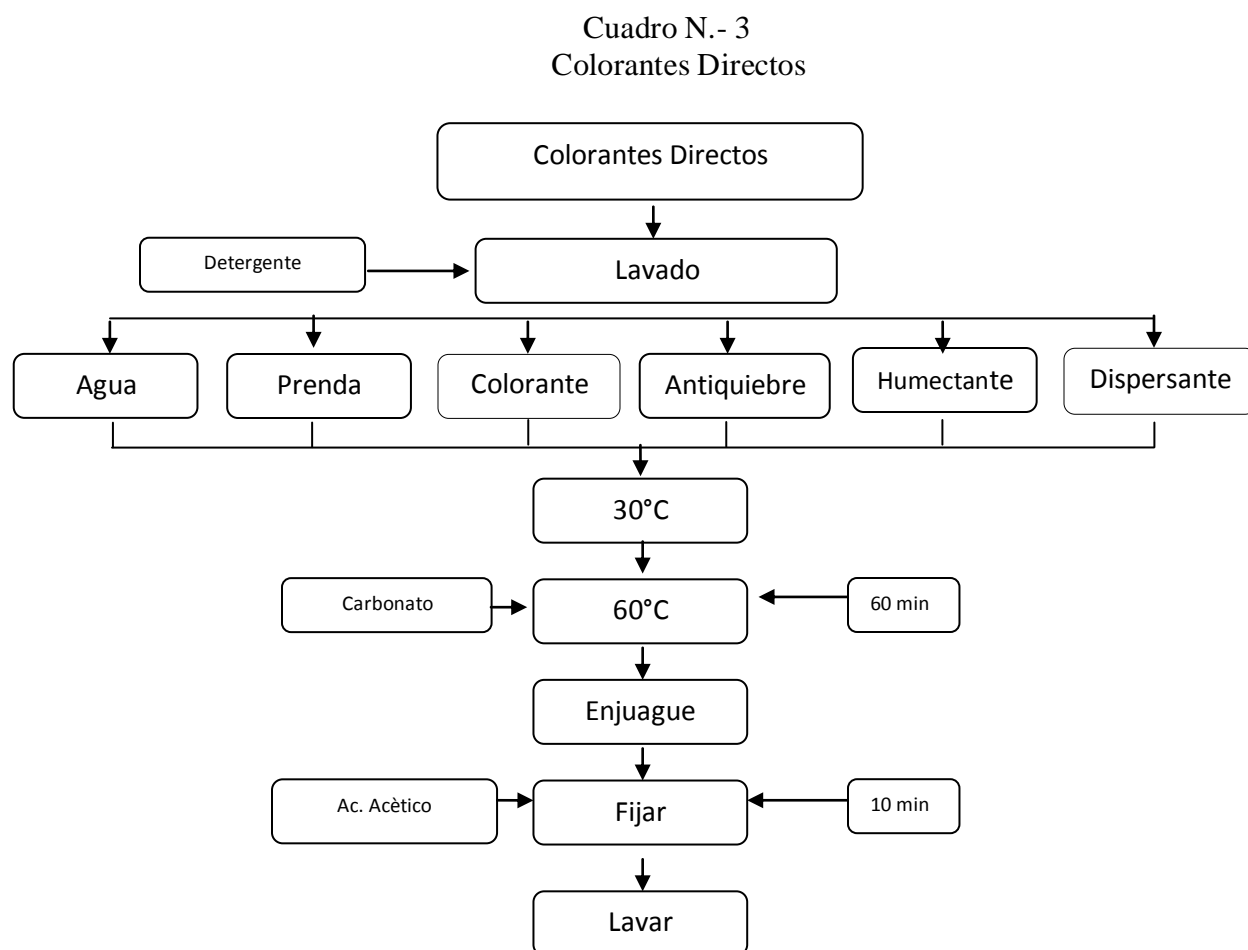 Cuadro N.- 3
Colorantes Directos
Colorantes Directos
Detergente
Lavado
Agua
Prenda
Colorante
Antiquiebre
Humectante
Dispersante
30°C
Carbonato
60°C
60 min
Enjuague
Ac. Acètico
Fijar
10 min
Lavar